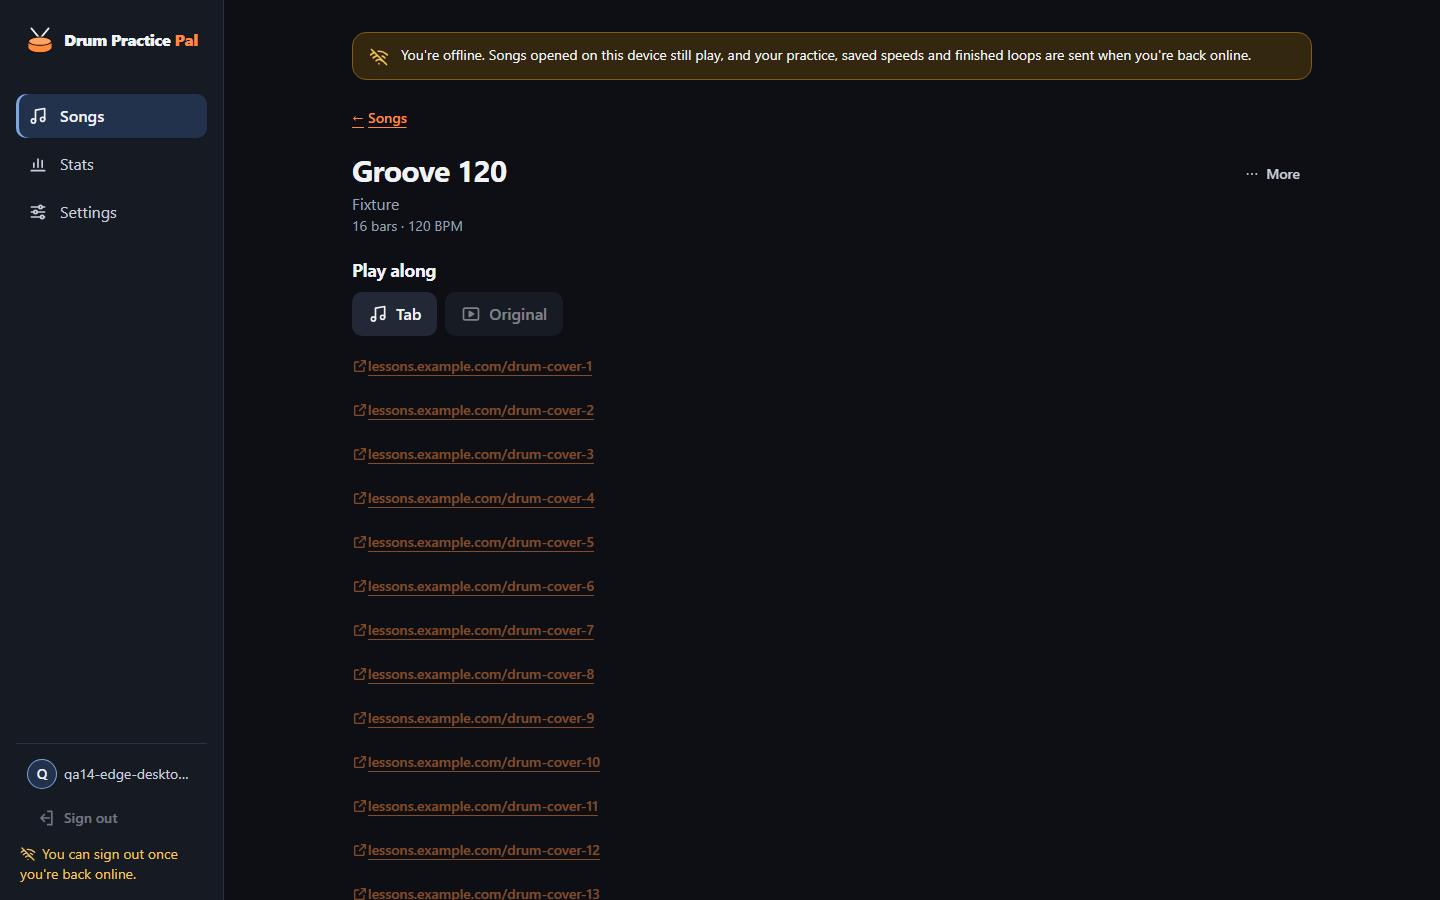 Drum Practice Pal
Songs
Stats
Settings
Q qa14-edge-deskto...
Sign out
You can sign out once
you're back online.
You're offline. Songs opened on this device still play, and your practice, saved speeds and finished loops are sent when you're back online.
← Songs
Groove 120
... More
Fixture
16 bars · 120 BPM
Play along
Tab
Original
lessons.example.com/drum-cover-1
lessons.example.com/drum-cover-2
lessons.example.com/drum-cover-3
lessons.example.com/drum-cover-4
lessons.example.com/drum-cover-5
lessons.example.com/drum-cover-6
lessons.example.com/drum-cover-7
lessons.example.com/drum-cover-8
lessons.example.com/drum-cover-9
lessons.example.com/drum-cover-10
lessons.example.com/drum-cover-11
lessons.example.com/drum-cover-12
lessons.example.com/drum-cover-13